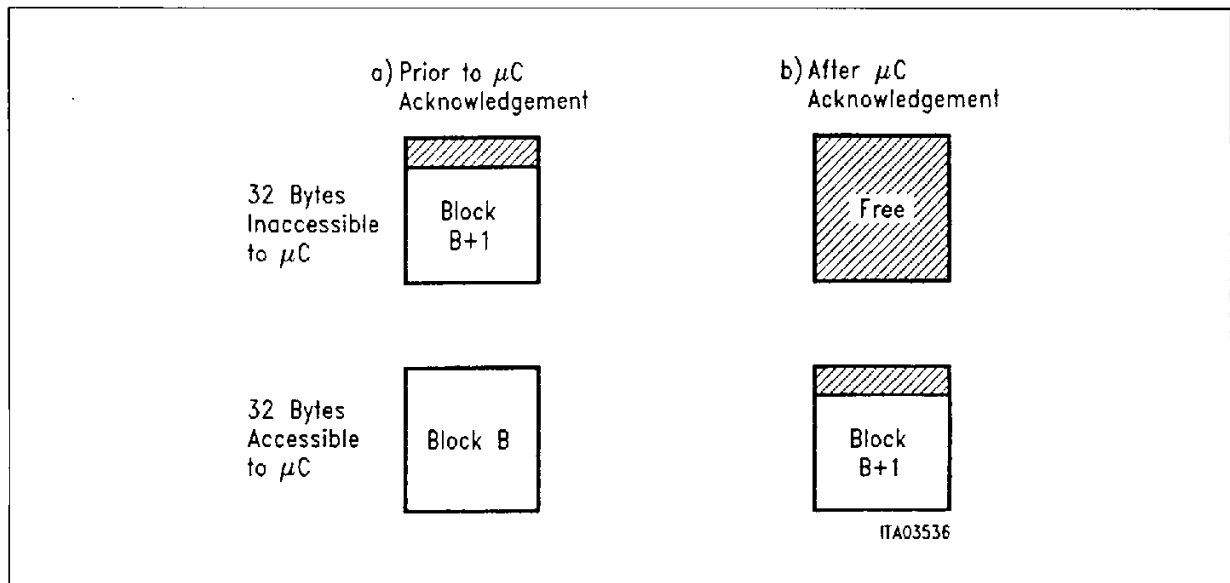 a) Prior to μC
Acknowledgement
b) After μC
Acknowledgement
32 Bytes
Inaccessible
to μC
Block
B+1
Free
32 Bytes
Accessible
to μC
Block B
Block
B+1
ITA03536